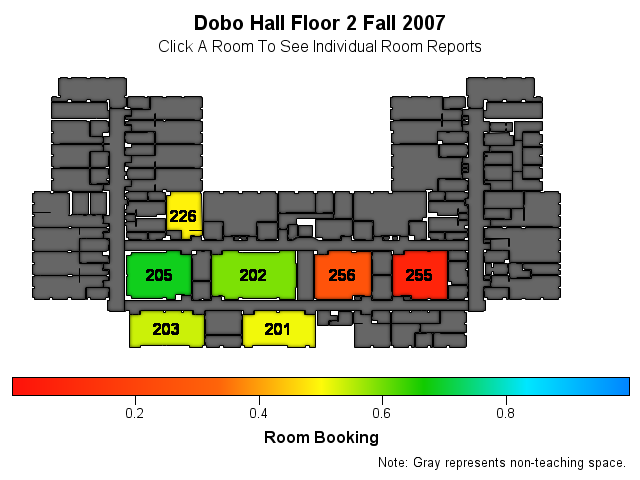 Dobo Hall Floor 2 Fall 2007
Click A Room To See Individual Room Reports
226
205 202 256 255
203 201
0.2 0.4 0.6 0.8
Room Booking
Note: Gray represents non-teaching space.